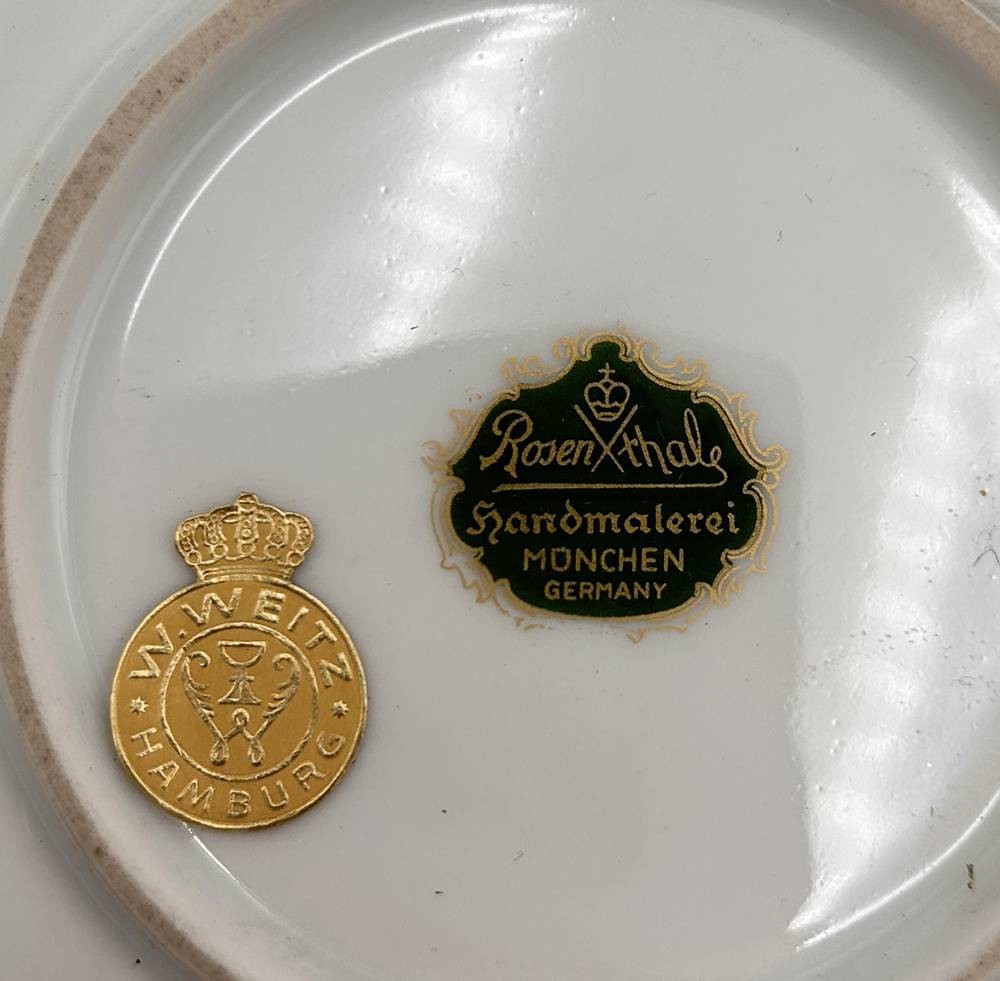 Rosenthal
Handmalerei
MÜNCHEN
GERMANY
W. WEITZ
HAMBURG